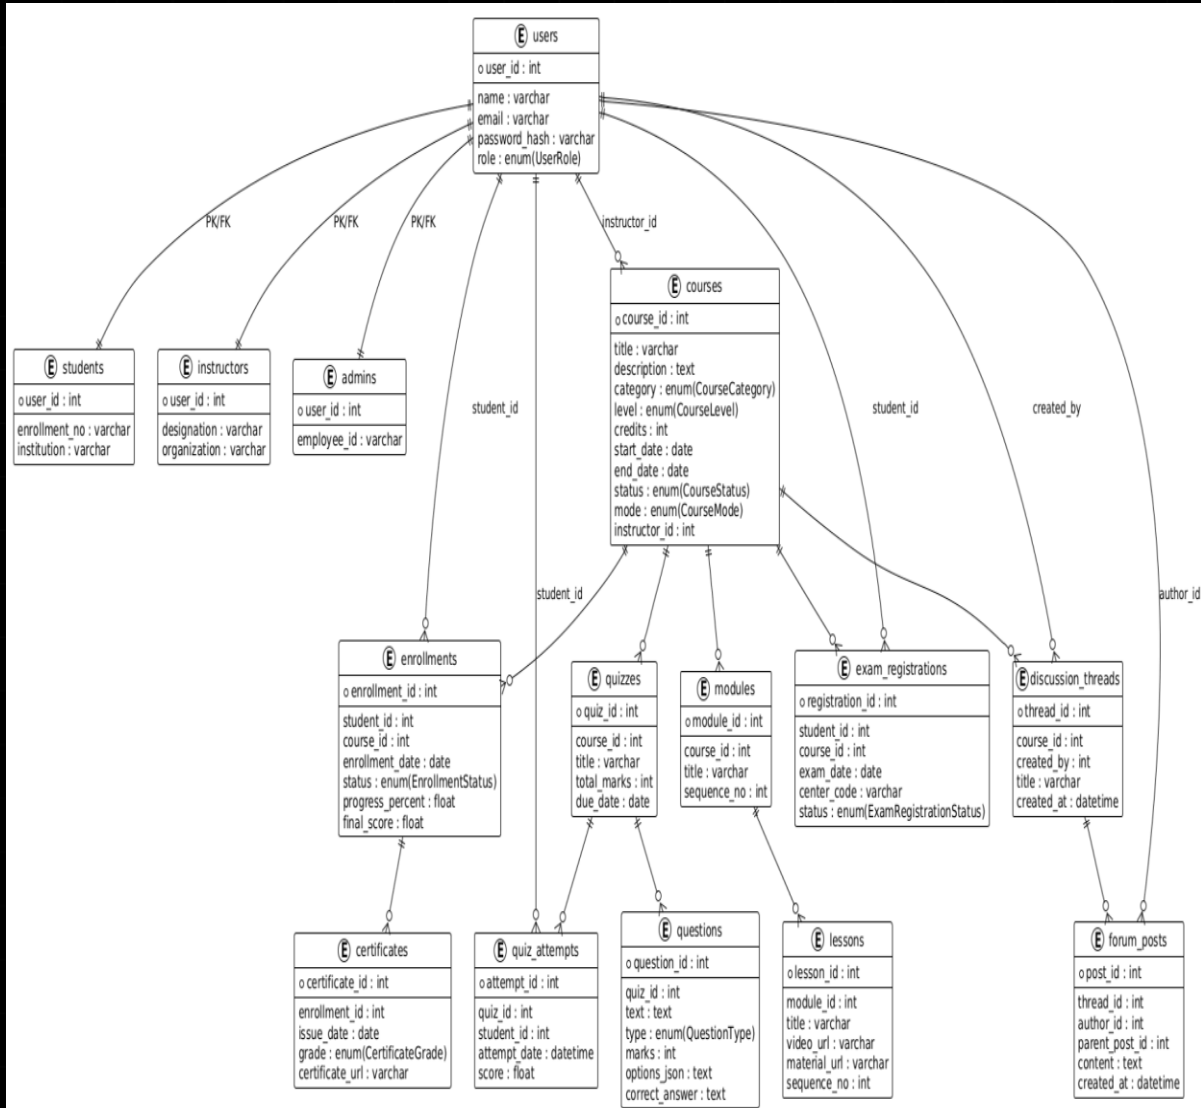 E users
user_id : int
name : varchar
email : varchar
password_hash : varchar
role : enum(UserRole)
PK/FK
PK/FK
PK/FK
instructor_id
E courses
course_id : int
title : varchar
description : text
category : enum(CourseCategory)
level : enum(CourseLevel)
credits : int
start_date : date
end_date : date
status : enum(CourseStatus)
mode : enum(CourseMode)
instructor_id : int
E students
user_id : int
enrollment_no : varchar
institution : varchar
E instructors
user_id : int
designation : varchar
organization : varchar
E admins
user_id : int
employee_id : varchar
student_id
student_id
created_by
student_id
author_id
E enrollments
enrollment_id : int
student_id : int
course_id : int
enrollment_date : date
status : enum(EnrollmentStatus)
progress_percent : float
final_score : float
E quizzes
quiz_id : int
course_id : int
title : varchar
total_marks : int
due_date : date
E modules
module_id : int
course_id : int
title : varchar
sequence_no : int
E exam_registrations
registration_id : int
student_id : int
course_id : int
exam_date : date
center_code : varchar
status : enum(ExamRegistrationStatus)
E discussion_threads
thread_id : int
course_id : int
created_by : int
title : varchar
created_at : datetime
E certificates
certificate_id : int
enrollment_id : int
issue_date : date
grade : enum(CertificateGrade)
certificate_url : varchar
E quiz_attempts
attempt_id : int
quiz_id : int
student_id : int
attempt_date : datetime
score : float
E questions
question_id : int
quiz_id : int
text : text
type : enum(QuestionType)
marks : int
options_json : text
correct_answer : text
E lessons
lesson_id : int
module_id : int
title : varchar
video_url : varchar
material_url : varchar
sequence_no : int
E forum_posts
post_id : int
thread_id : int
author_id : int
parent_post_id : int
content : text
created_at : datetime